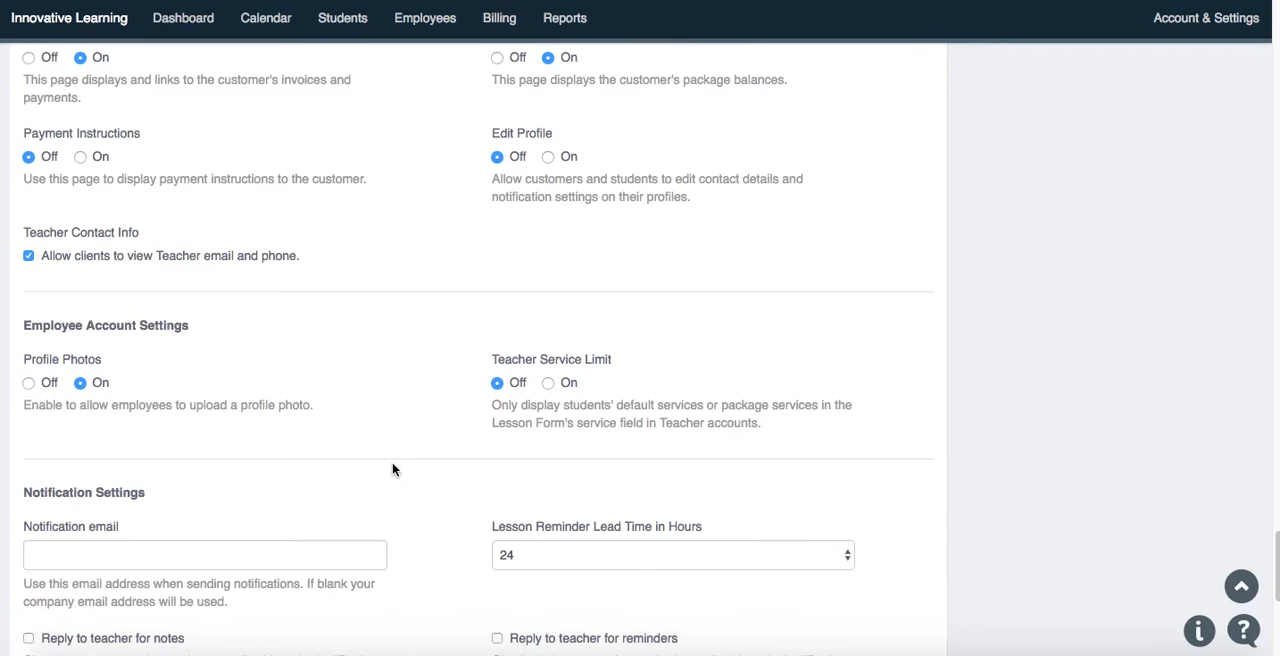 Innovative Learning Dashboard Calendar Students Employees Billing Reports Account & Settings
Off On
This page displays and links to the customer's invoices and
payments.
Off On
This page displays the customer's package balances.
Payment Instructions
Off On
Use this page to display payment instructions to the customer.
Edit Profile
Off On
Allow customers and students to edit contact details and
notification settings on their profiles.
Teacher Contact Info
Allow clients to view Teacher email and phone.
Employee Account Settings
Profile Photos
Off On
Enable to allow employees to upload a profile photo.
Teacher Service Limit
Off On
Only display students' default services or package services in the
Lesson Form's service field in Teacher accounts.
Notification Settings
Notification email
Use this email address when sending notifications. If blank your
company email address will be used.
Lesson Reminder Lead Time in Hours
24
Reply to teacher for notes
Reply to teacher for reminders